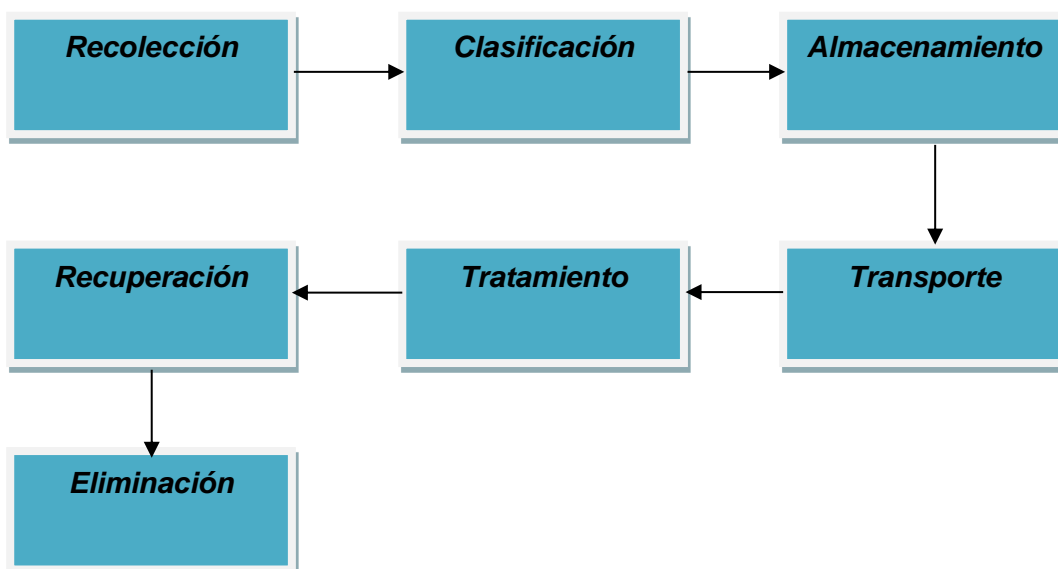 Recolección
Clasificación
Almacenamiento
Transporte
Tratamiento
Recuperación
Eliminación